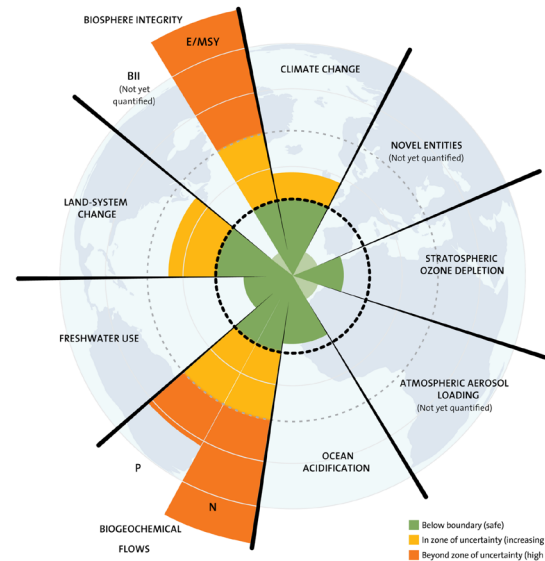 BIOSPHERE INTEGRITY
E/MSY
BII
(Not yet
quantified)
CLIMATE CHANGE
NOVEL ENTITIES
(Not yet quantified)
LAND-SYSTEM
CHANGE
STRATOSPHERIC
OZONE DEPLETION
FRESHWATER USE
ATMOSPHERIC AEROSOL
LOADING
(Not yet quantified)
OCEAN
ACIDIFICATION
P
N
BIOGEOCHEMICAL
FLOWS
Below boundary (safe)
In zone of uncertainty (increasing
Beyond zone of uncertainty (high